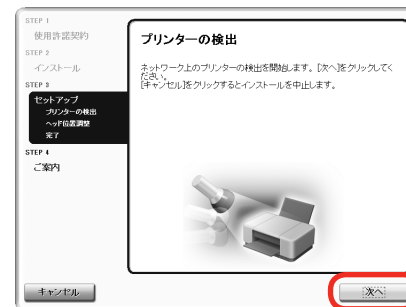 STEP 1
使用許諾契約
STEP 2
インストール
STEP 3
セットアップ
プリンターの検出
ヘッド位置調整
完了
STEP 4
ご案内
プリンターの検出
ネットワーク上のプリンターの検出を開始します。[次へ]をクリックしてく
ださい。
[キャンセル]をクリックするとインストールを中止します。
キャンセル
次へ